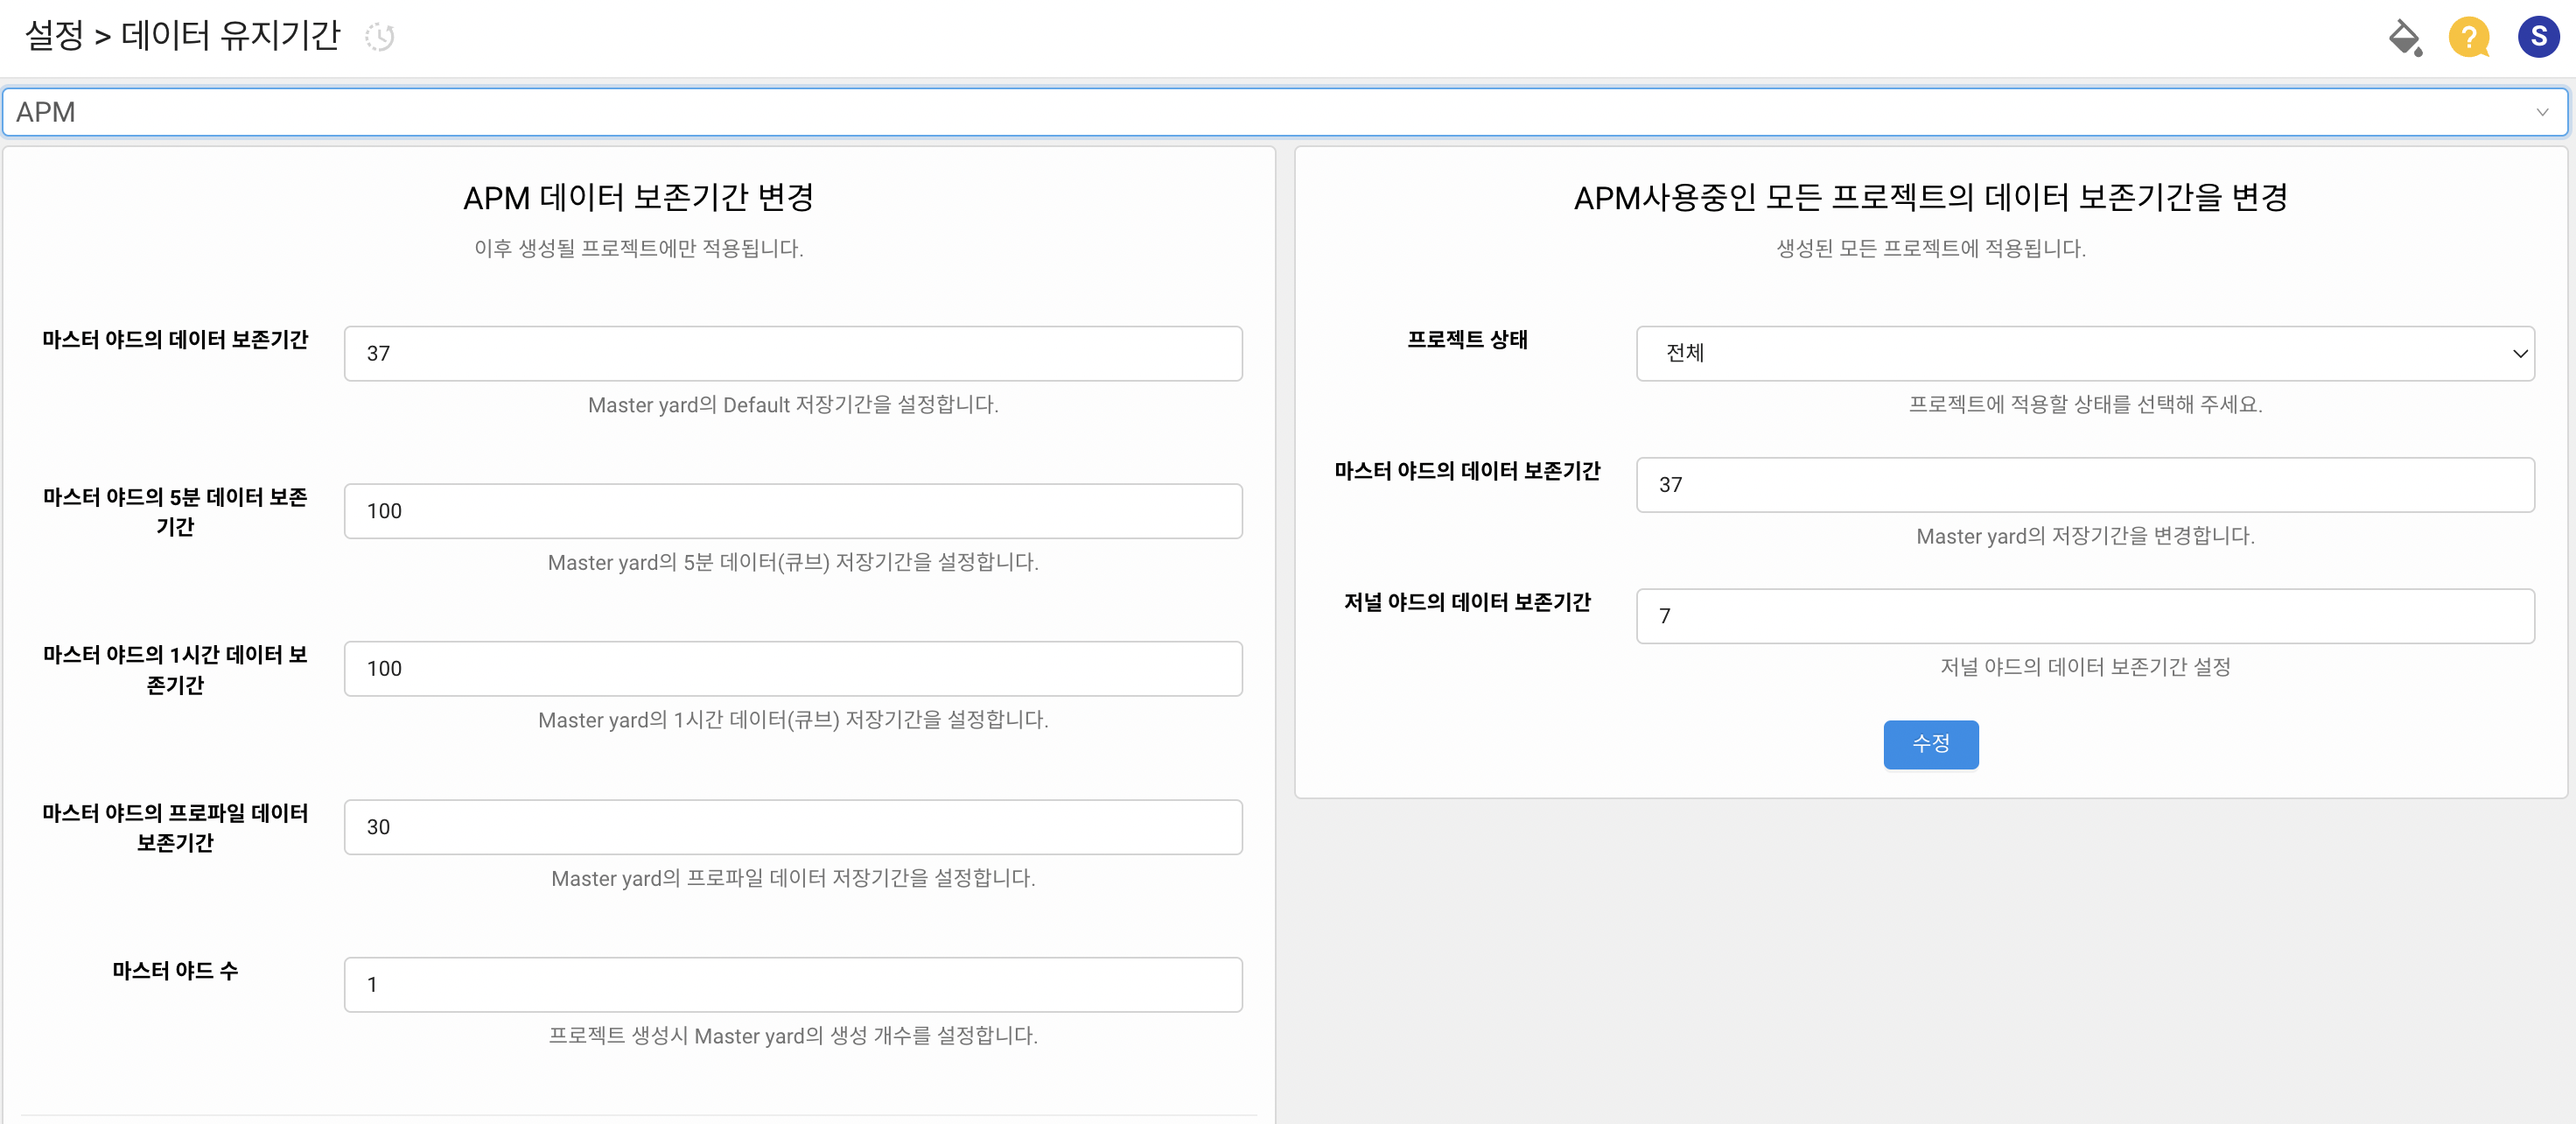 설정 > 데이터 유지기간
?
S
APM
APM 데이터 보존기간 변경
이후 생성될 프로젝트에만 적용됩니다.
마스터 야드의 데이터 보존기간
37
Master yard의 Default 저장기간을 설정합니다.
마스터 야드의 5분 데이터 보존
기간
100
Master yard의 5분 데이터(큐브) 저장기간을 설정합니다.
마스터 야드의 1시간 데이터 보
존기간
100
Master yard의 1시간 데이터(큐브) 저장기간을 설정합니다.
마스터 야드의 프로파일 데이터
보존기간
30
Master yard의 프로파일 데이터 저장기간을 설정합니다.
마스터 야드 수
1
프로젝트 생성시 Master yard의 생성 개수를 설정합니다.
APM사용중인 모든 프로젝트의 데이터 보존기간을 변경
생성된 모든 프로젝트에 적용됩니다.
프로젝트 상태
전체
프로젝트에 적용할 상태를 선택해 주세요.
마스터 야드의 데이터 보존기간
37
Master yard의 저장기간을 변경합니다.
저널 야드의 데이터 보존기간
7
저널 야드의 데이터 보존기간 설정
수정